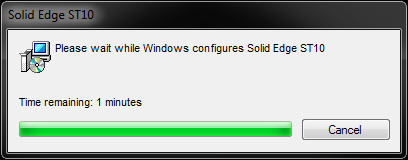 Solid Edge ST10
Please wait while Windows configures Solid Edge ST10
Time remaining: 1 minutes
Cancel